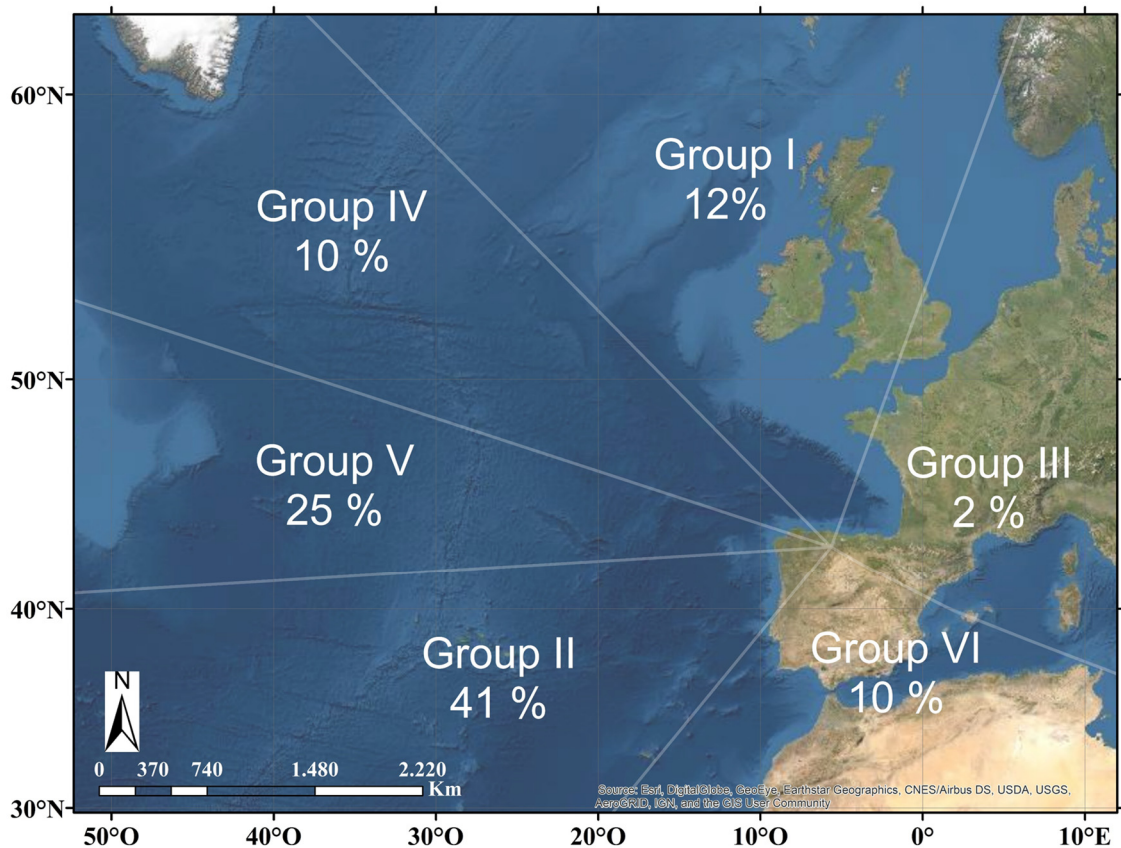 60°N
Group I
12%
Group IV
10 %
50°N
Group V
25 %
Group III
2 %
40°N
Group II
41 %
Group VI
10 %
N
0 370 740 1.480 2.220
Km
Source: Esri, DigitalGlobe, GeoEye, Earthstar Geographics, CNES/Airbus DS, USDA, USGS,
AeroGRID, IGN, and the GIS User Community
30°N
50°O 40°O 30°O 20°O 10°O 0° 10°E